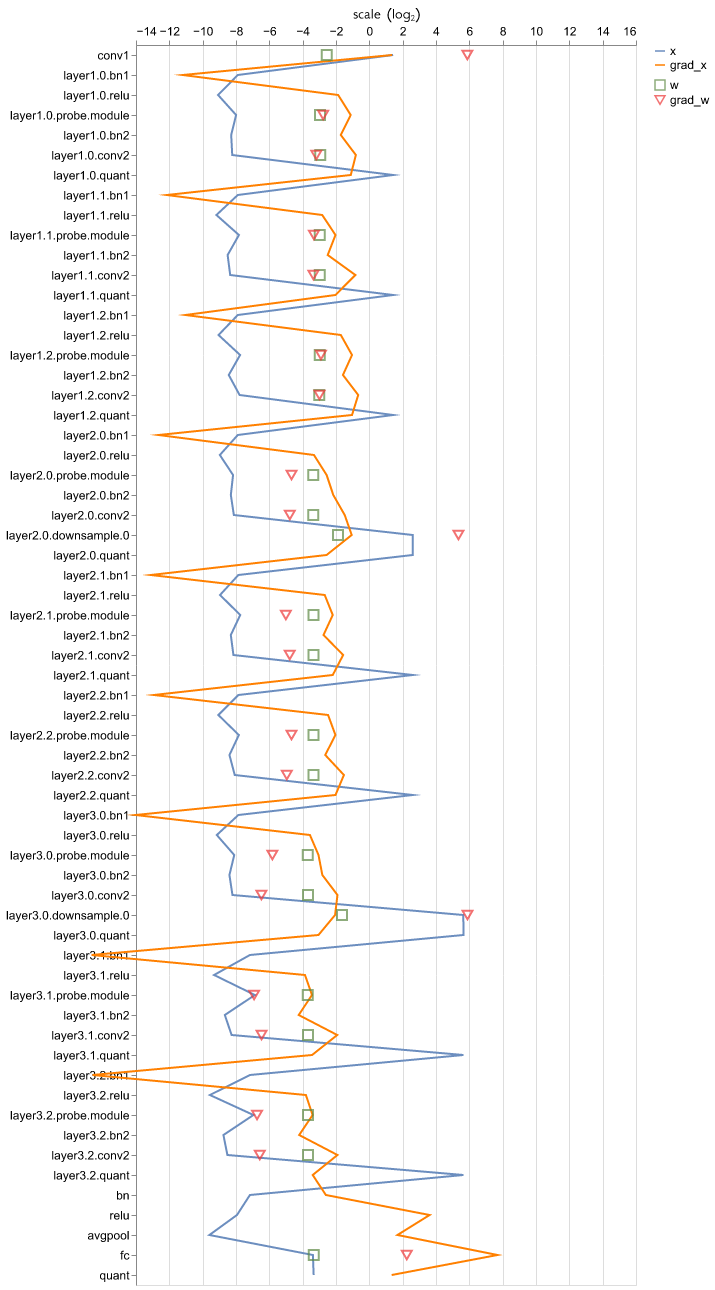 scale (log₂)
−14 −12 −10 −8 −6 −4 −2 0 2 4 6 8 10 12 14 16
x
grad_x
w
grad_w
conv1
layer1.0.bn1
layer1.0.relu
layer1.0.probe.module
layer1.0.bn2
layer1.0.conv2
layer1.0.quant
layer1.1.bn1
layer1.1.relu
layer1.1.probe.module
layer1.1.bn2
layer1.1.conv2
layer1.1.quant
layer1.2.bn1
layer1.2.relu
layer1.2.probe.module
layer1.2.bn2
layer1.2.conv2
layer1.2.quant
layer2.0.bn1
layer2.0.relu
layer2.0.probe.module
layer2.0.bn2
layer2.0.conv2
layer2.0.downsample.0
layer2.0.quant
layer2.1.bn1
layer2.1.relu
layer2.1.probe.module
layer2.1.bn2
layer2.1.conv2
layer2.1.quant
layer2.2.bn1
layer2.2.relu
layer2.2.probe.module
layer2.2.bn2
layer2.2.conv2
layer2.2.quant
layer3.0.bn1
layer3.0.relu
layer3.0.probe.module
layer3.0.bn2
layer3.0.conv2
layer3.0.downsample.0
layer3.0.quant
layer3.1.bn1
layer3.1.relu
layer3.1.probe.module
layer3.1.bn2
layer3.1.conv2
layer3.1.quant
layer3.2.bn1
layer3.2.relu
layer3.2.probe.module
layer3.2.bn2
layer3.2.conv2
layer3.2.quant
bn
relu
avgpool
fc
quant